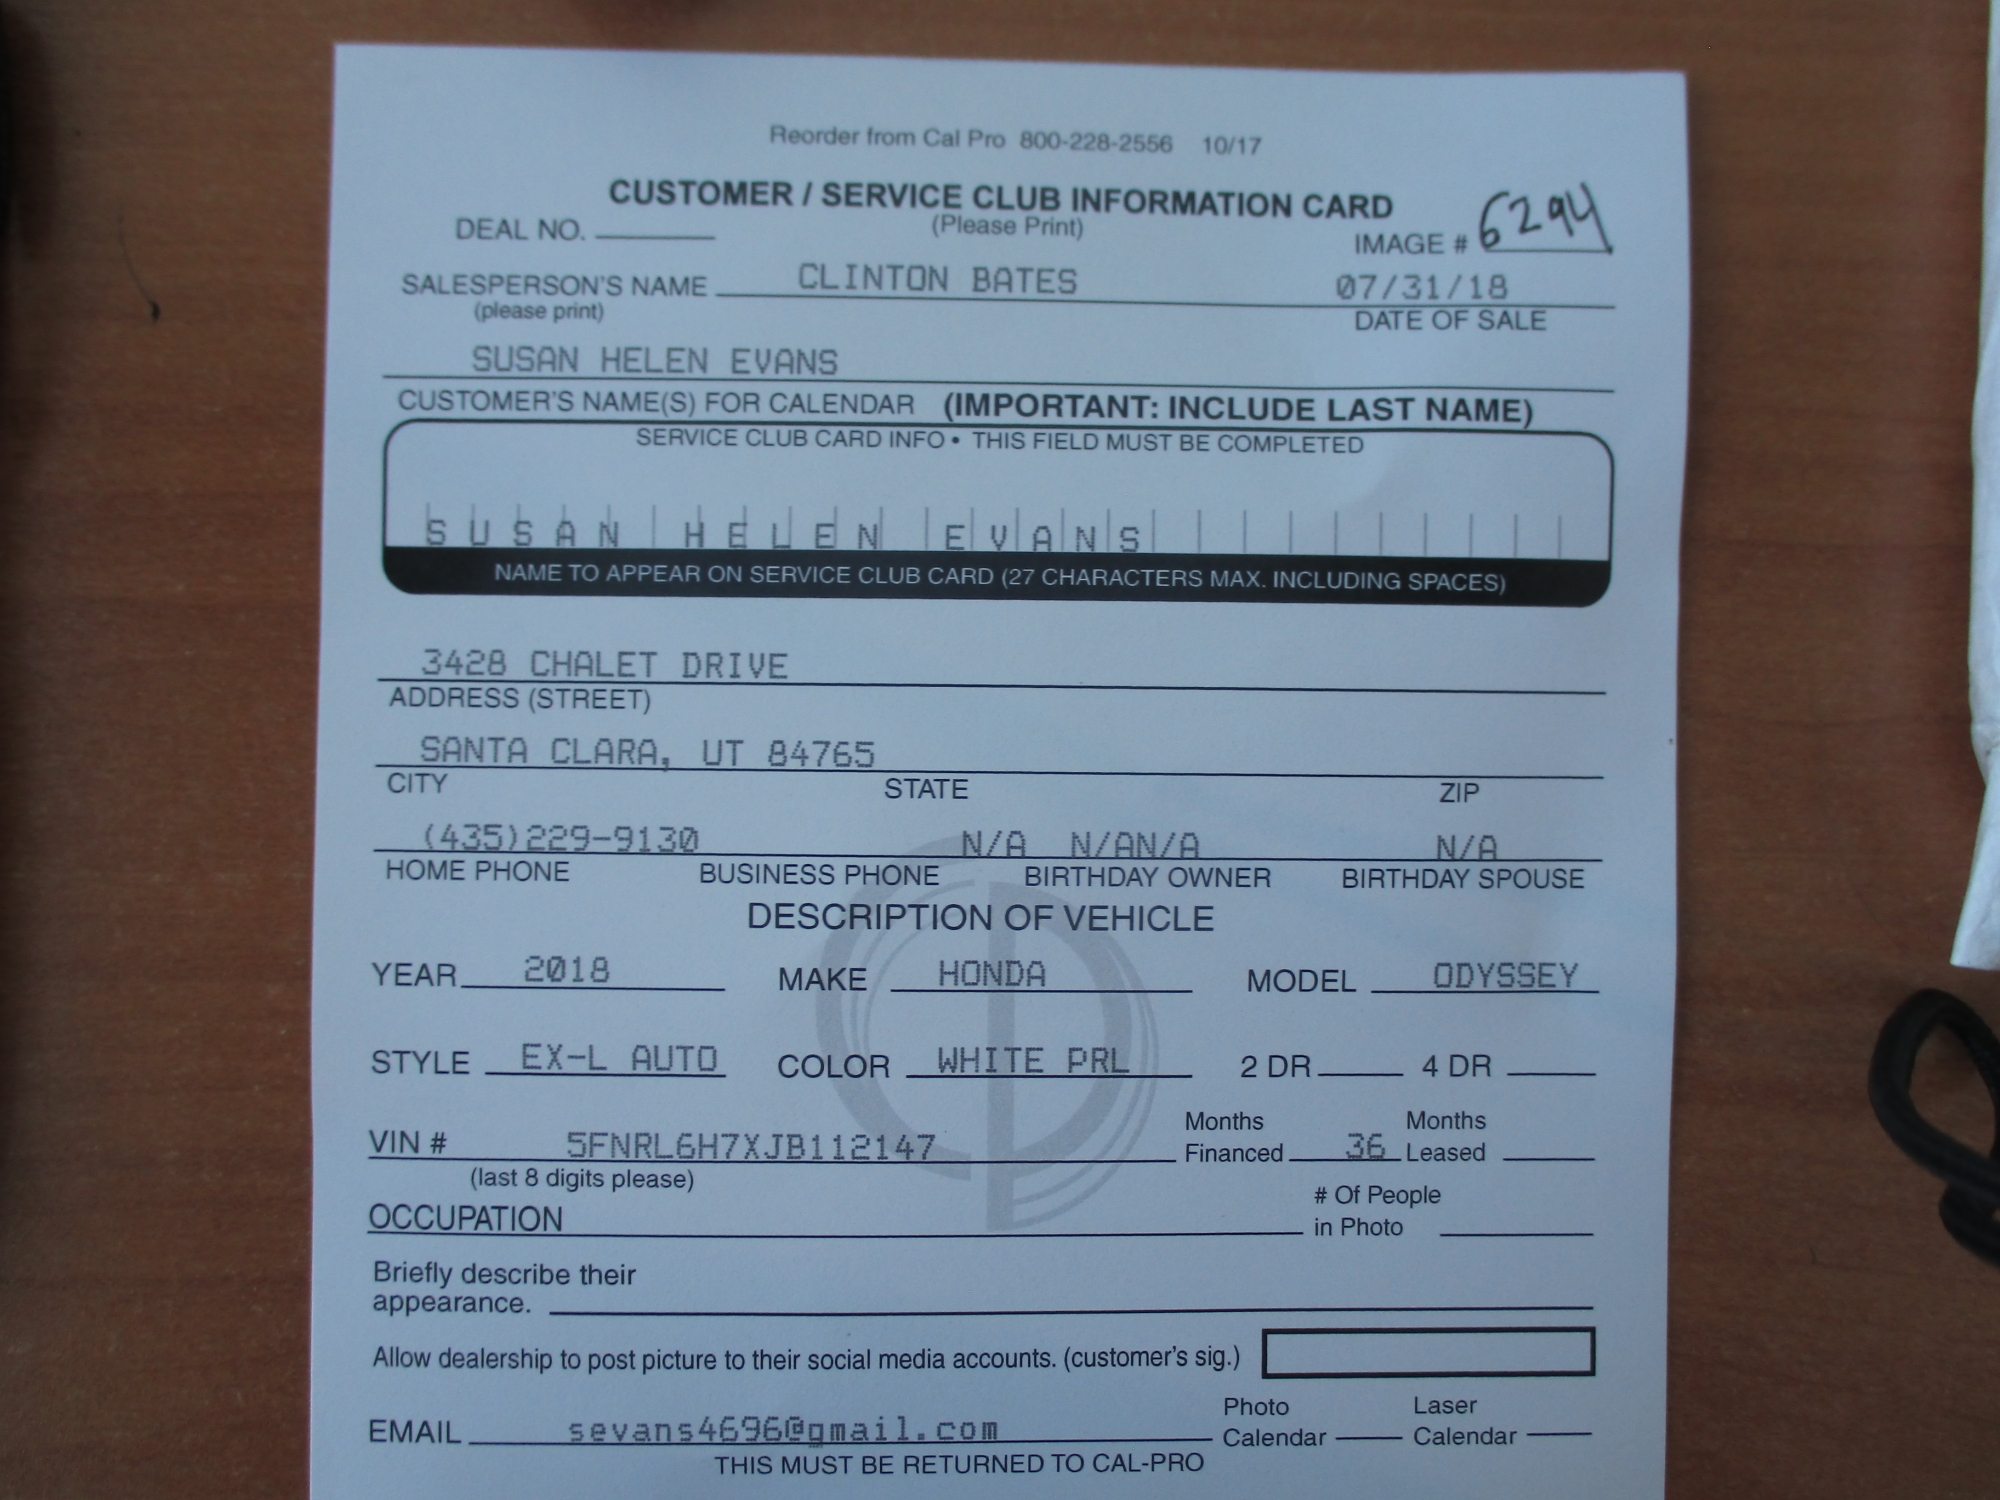 Reorder from Cal Pro 800-228-2556 10/17
CUSTOMER / SERVICE CLUB INFORMATION CARD
(Please Print)
DEAL NO. IMAGE # 6294
SALESPERSON'S NAME CLINTON BATES 07/31/18
(please print) DATE OF SALE
SUSAN HELEN EVANS
CUSTOMER'S NAME(S) FOR CALENDAR (IMPORTANT: INCLUDE LAST NAME)
SERVICE CLUB CARD INFO • THIS FIELD MUST BE COMPLETED
SUSAN HELEN EVANS
NAME TO APPEAR ON SERVICE CLUB CARD (27 CHARACTERS MAX. INCLUDING SPACES)
3428 CHALET DRIVE
ADDRESS (STREET)
SANTA CLARA, UT 84765
CITY STATE ZIP
(435)229-9130 N/A N/AN/A N/A
HOME PHONE BUSINESS PHONE BIRTHDAY OWNER BIRTHDAY SPOUSE
DESCRIPTION OF VEHICLE
YEAR 2018 MAKE HONDA MODEL ODYSSEY
STYLE EX-L AUTO COLOR WHITE PRL 2 DR 4 DR
Months Months
VIN # 5FNRL6H7XJB112147 Financed 36 Leased
(last 8 digits please)
# Of People
OCCUPATION in Photo
Briefly describe their
appearance.
Allow dealership to post picture to their social media accounts. (customer's sig.)
Photo Laser
EMAIL sevans4696@gmail.com Calendar Calendar
THIS MUST BE RETURNED TO CAL-PRO